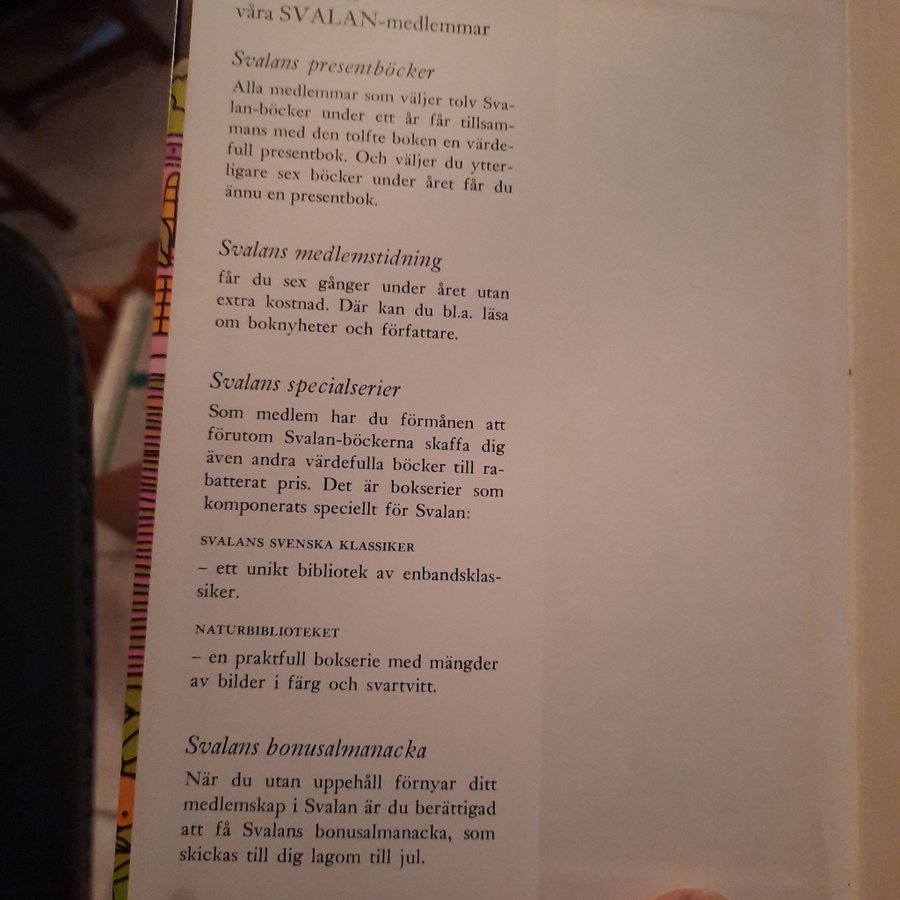 våra SVALAN-medlemmar
Svalans presentböcker
Alla medlemmar som väljer tolv Sva-
lan-böcker under ett år får tillsam-
mans med den tolfte boken en värde-
full presentbok. Och väljer du ytter-
ligare sex böcker under året får du
ännu en presentbok.
Svalans medlemstidning
får du sex gånger under året utan
extra kostnad. Där kan du bl.a. läsa
om boknyheter och författare.
Svalans specialserier
Som medlem har du förmånen att
förutom Svalan-böckerna skaffa dig
även andra värdefulla böcker till ra-
batterat pris. Det är bokserier som
komponerats speciellt för Svalan:
SVALANS SVENSKA KLASSIKER
– ett unikt bibliotek av enbandsklas-
siker.
NATURBIBLIOTEKET
– en praktfull bokserie med mängder
av bilder i färg och svartvitt.
Svalans bonusalmanacka
När du utan uppehåll förnyar ditt
medlemskap i Svalan är du berättigad
att få Svalans bonusalmanacka, som
skickas till dig lagom till jul.